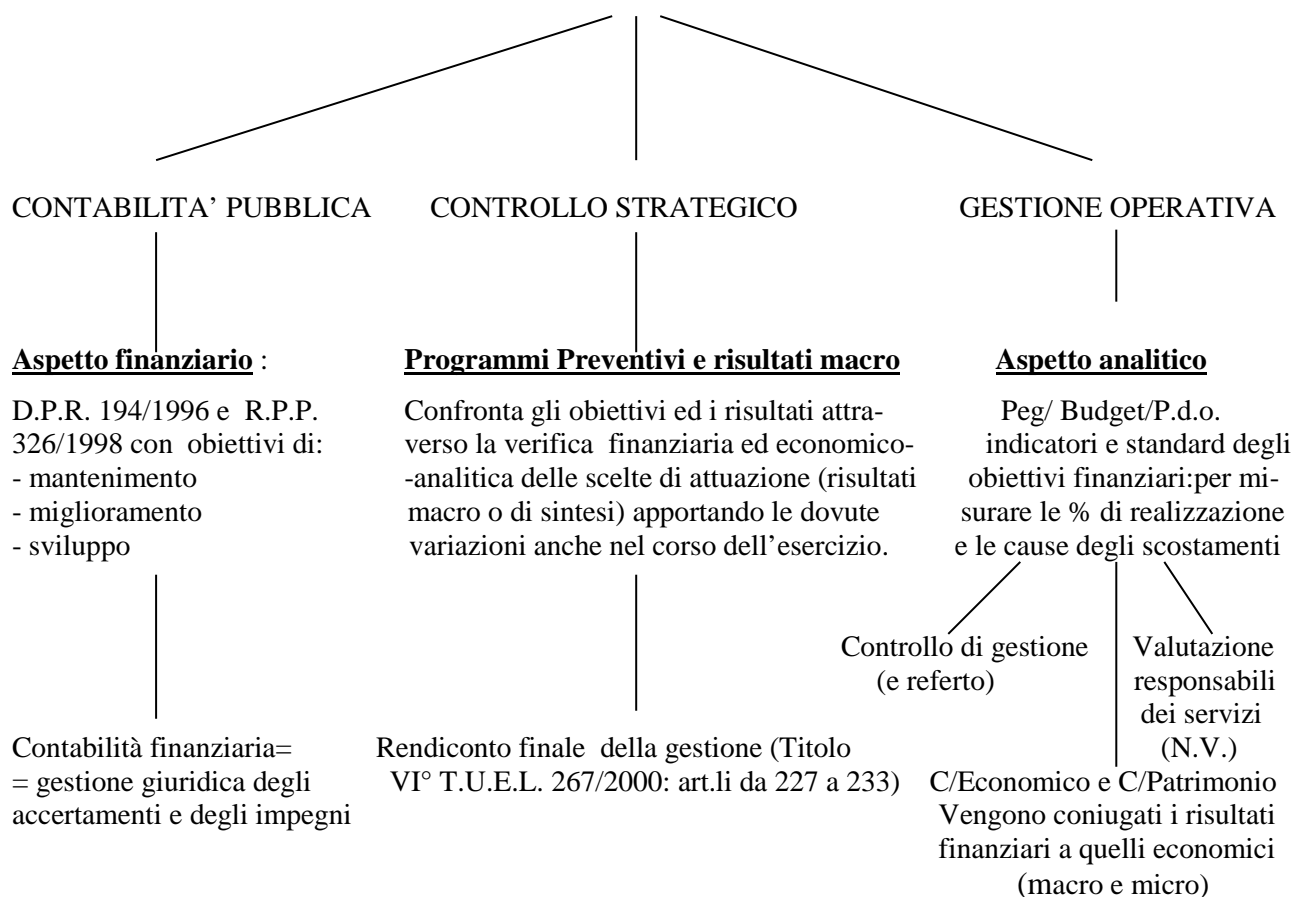 CONTABILITA’ PUBBLICA
CONTROLLO STRATEGICO
GESTIONE OPERATIVA
Aspetto finanziario :
D.P.R. 194/1996 e R.P.P.
326/1998 con obiettivi di:
- mantenimento
- miglioramento
- sviluppo
Contabilità finanziaria=
= gestione giuridica degli
accertamenti e degli impegni
Programmi Preventivi e risultati macro
Confronta gli obiettivi ed i risultati attra-
verso la verifica finanziaria ed economico-
-analitica delle scelte di attuazione (risultati
macro o di sintesi) apportando le dovute
variazioni anche nel corso dell’esercizio.
Rendiconto finale della gestione (Titolo
VI° T.U.E.L. 267/2000: art.li da 227 a 233)
Aspetto analitico
Peg/ Budget/P.d.o.
indicatori e standard degli
obiettivi finanziari:per mi-
surare le % di realizzazione
e le cause degli scostamenti
Controllo di gestione
(e referto)
Valutazione
responsabili
dei servizi
(N.V.)
C/Economico e C/Patrimonio
Vengono coniugati i risultati
finanziari a quelli economici
(macro e micro)